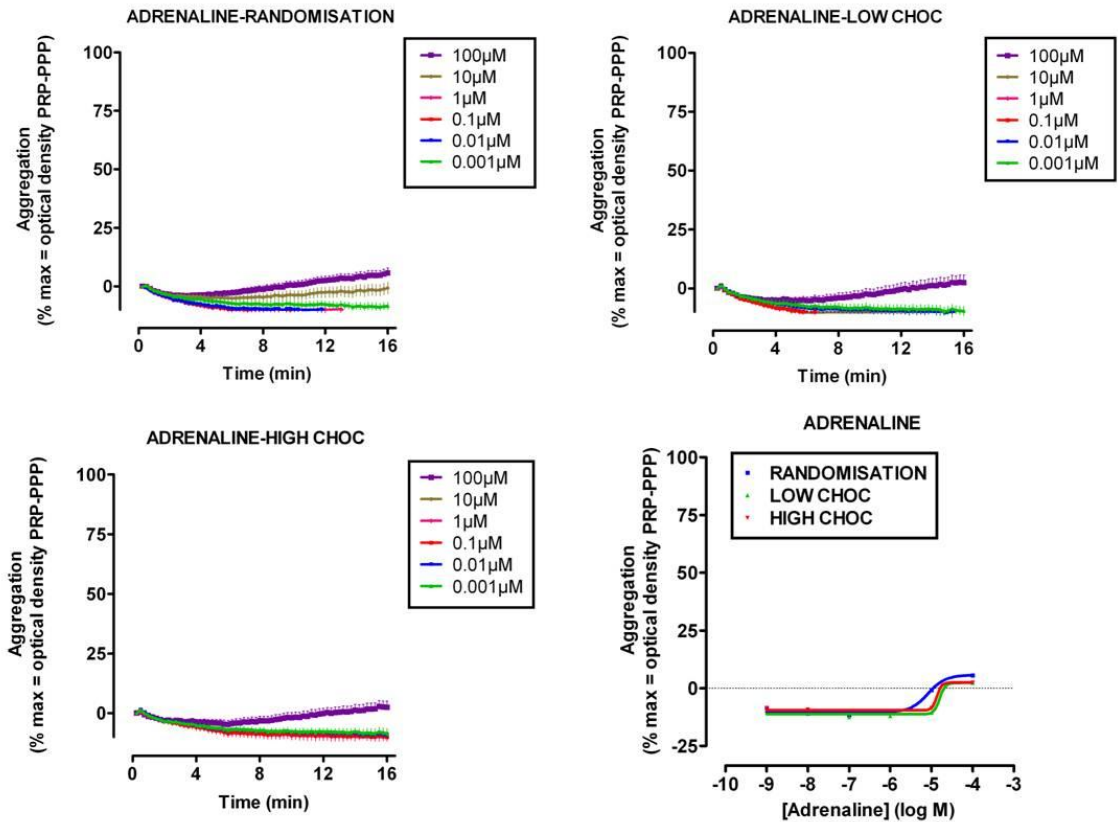 ADRENALINE-RANDOMISATION
Aggregation
(% max = optical density PRP-PPP)
100
75
50
25
0
0
4
8
12
16
Time (min)
100µM
10µM
1µM
0.1µM
0.01µM
0.001µM
ADRENALINE-LOW CHOC
Aggregation
(% max = optical density PRP-PPP)
100
75
50
25
0
0
4
8
12
16
Time (min)
100µM
10µM
1µM
0.1µM
0.01µM
0.001µM
ADRENALINE-HIGH CHOC
Aggregation
(% max = optical density PRP-PPP)
100
75
50
25
0
0
4
8
12
16
Time (min)
100µM
10µM
1µM
0.1µM
0.01µM
0.001µM
ADRENALINE
Aggregation
(% max = optical density PRP-PPP)
100
75
50
25
0
-25
-10
-9
-8
-7
-6
-5
-4
-3
[Adrenaline] (log M)
RANDOMISATION
LOW CHOC
HIGH CHOC